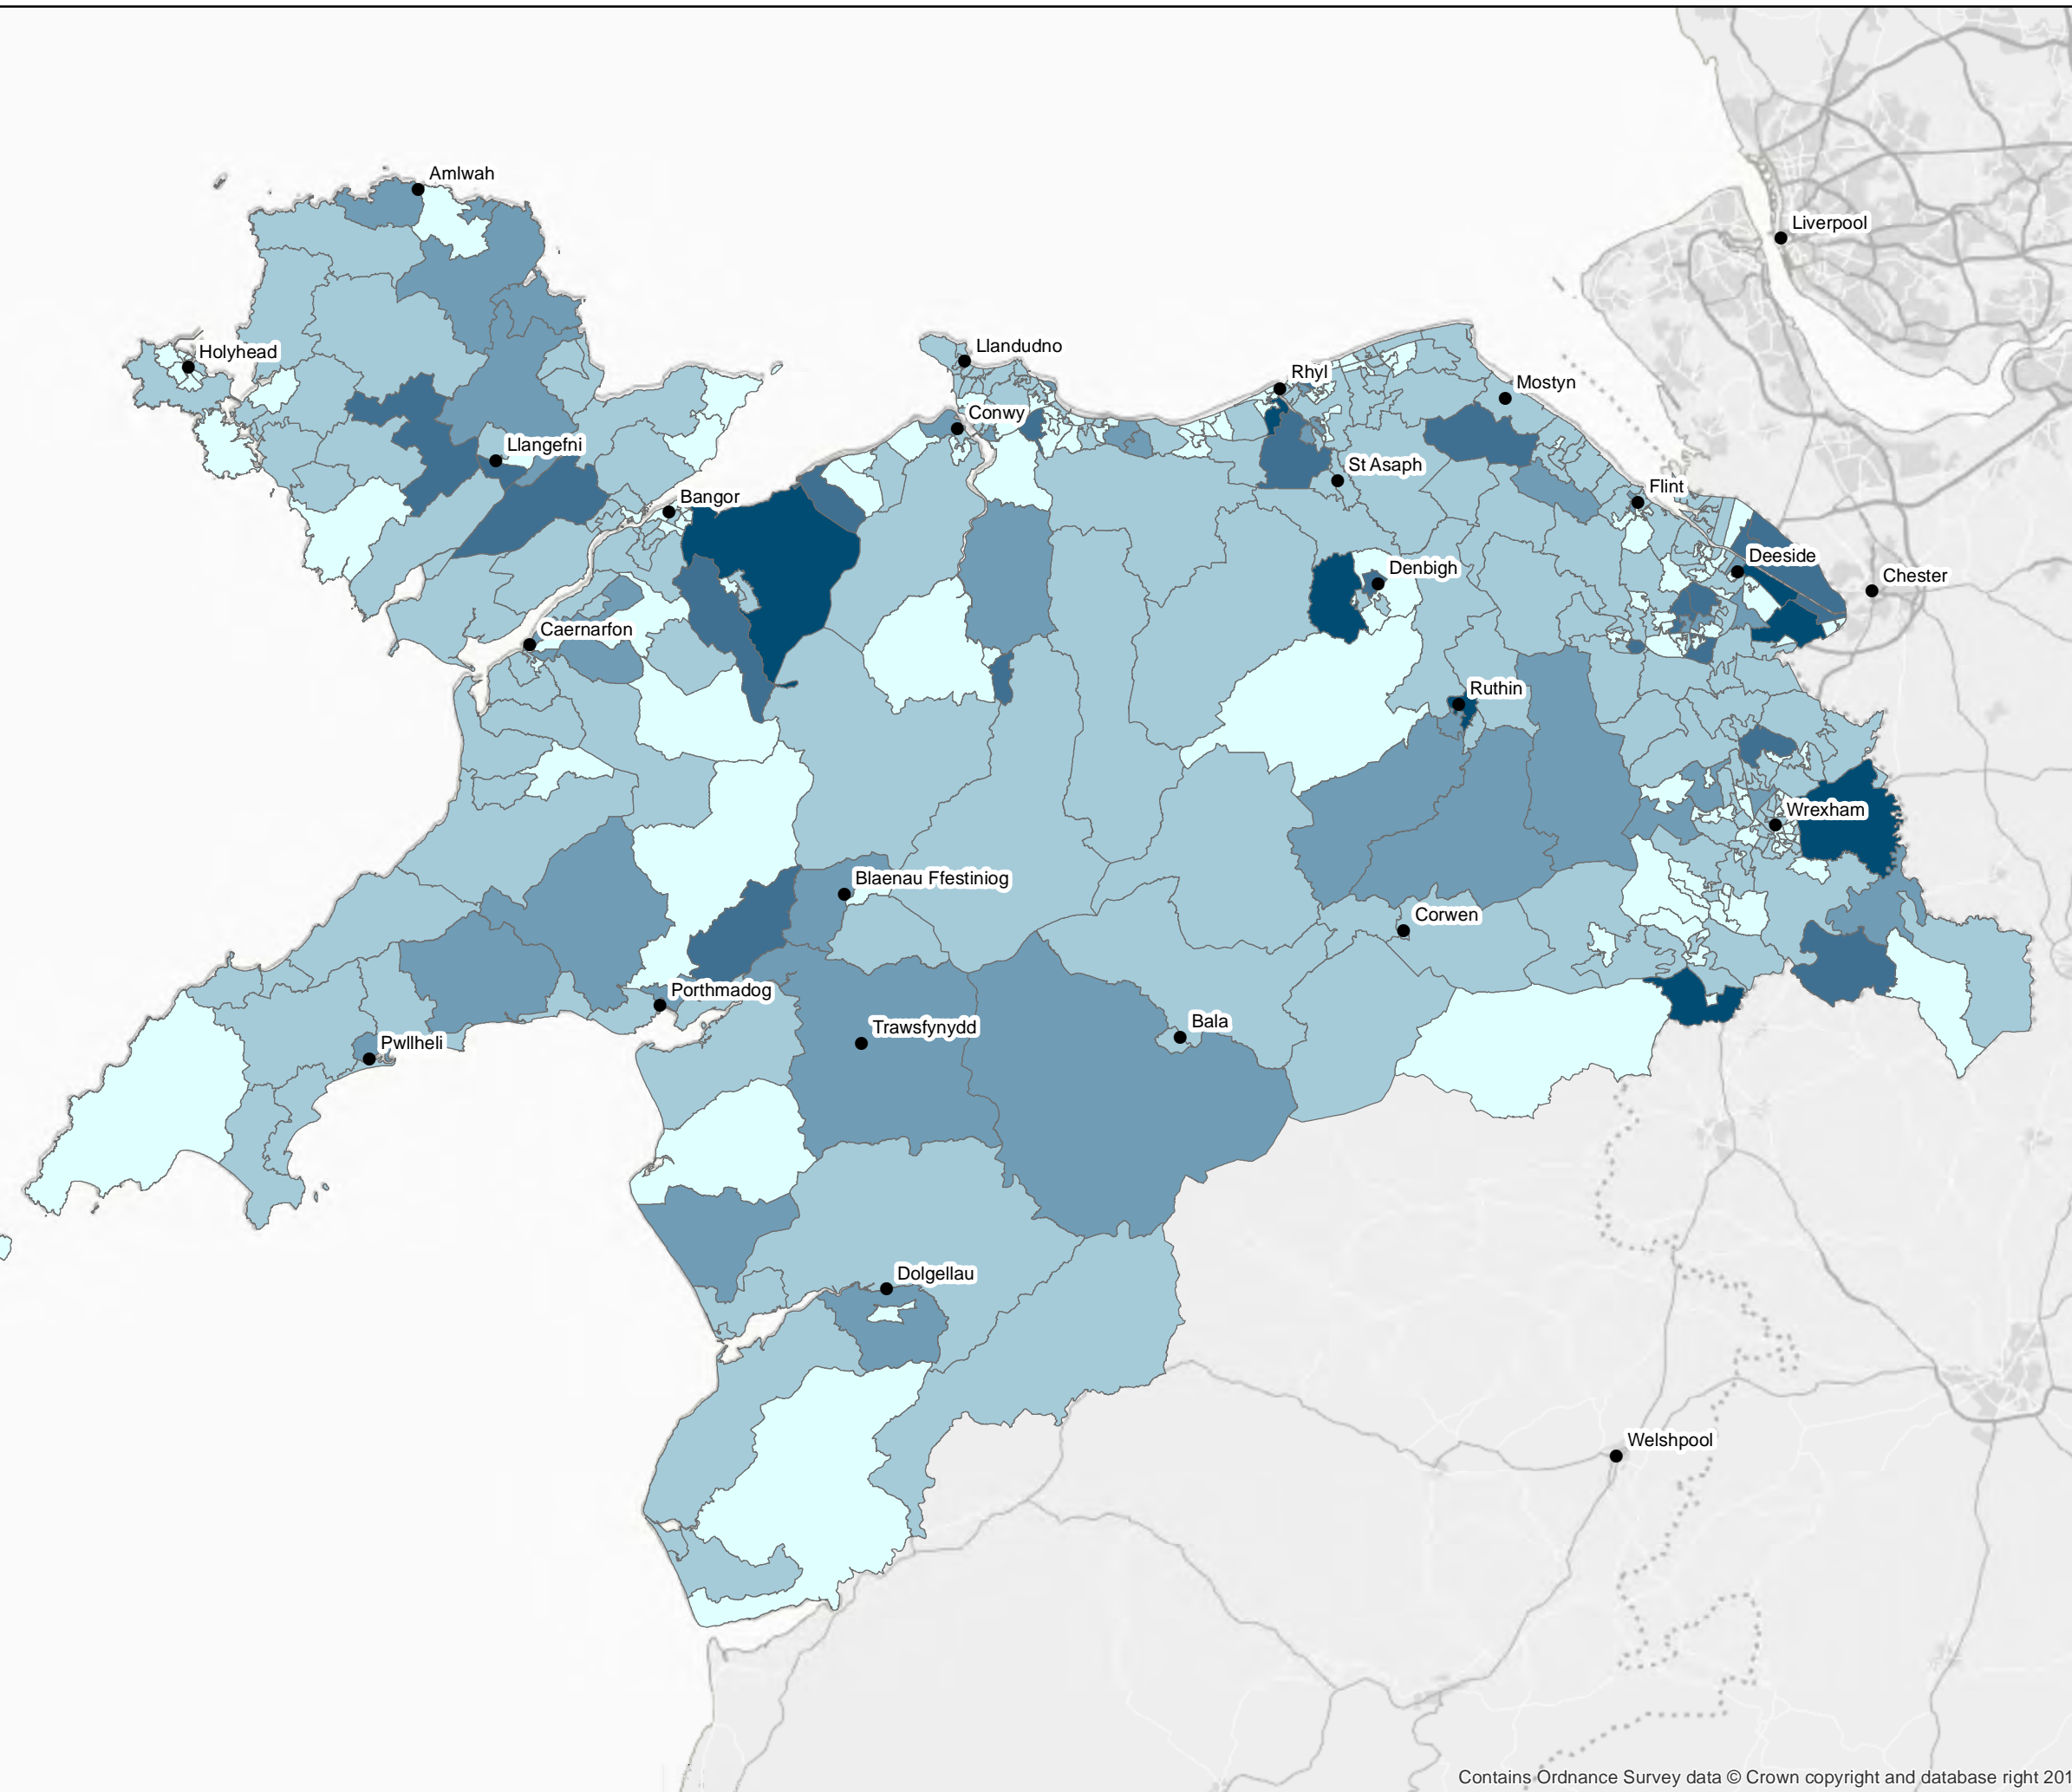 Amlwah
Liverpool
Holyhead
Llandudno
Rhyl
Mostyn
Conwy
Llangefni
St Asaph
Bangor
Flint
Deeside
Denbigh
Chester
Caernarfon
Ruthin
Wrexham
Blaenau Ffestiniog
Corwen
Porthmadog
Trawsfynydd
Bala
Pwllheli
Dolgellau
Welshpool
Contains Ordnance Survey data © Crown copyright and database right 201